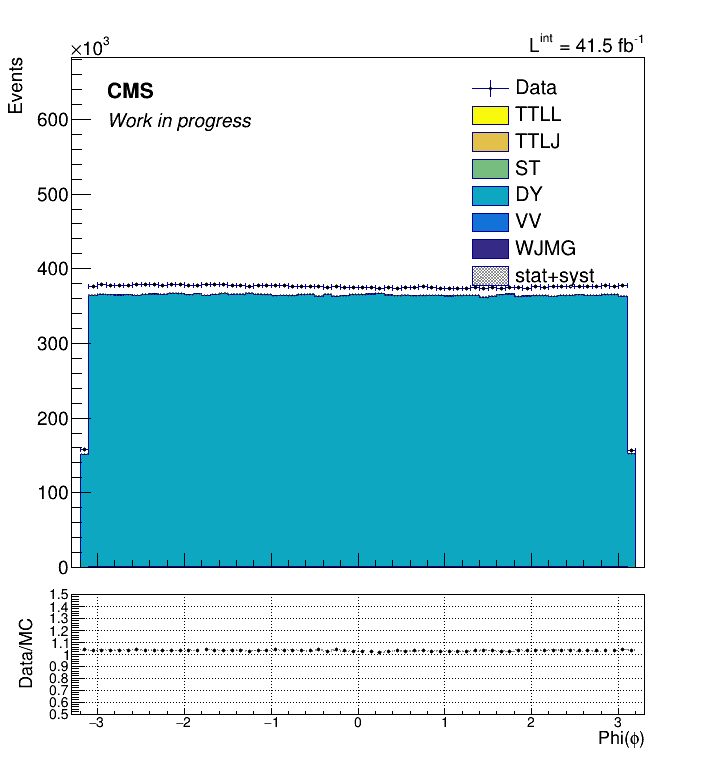 ×10³
L^int = 41.5 fb⁻¹
Events
CMS
Work in progress
Data
TTLL
TTLJ
ST
DY
VV
WJMG
stat+syst
600
500
400
300
200
100
0
Data/MC
1.5
1.4
1.3
1.2
1.1
1
0.9
0.8
0.7
0.6
0.5
−3 −2 −1 0 1 2 3
Phi(ϕ)